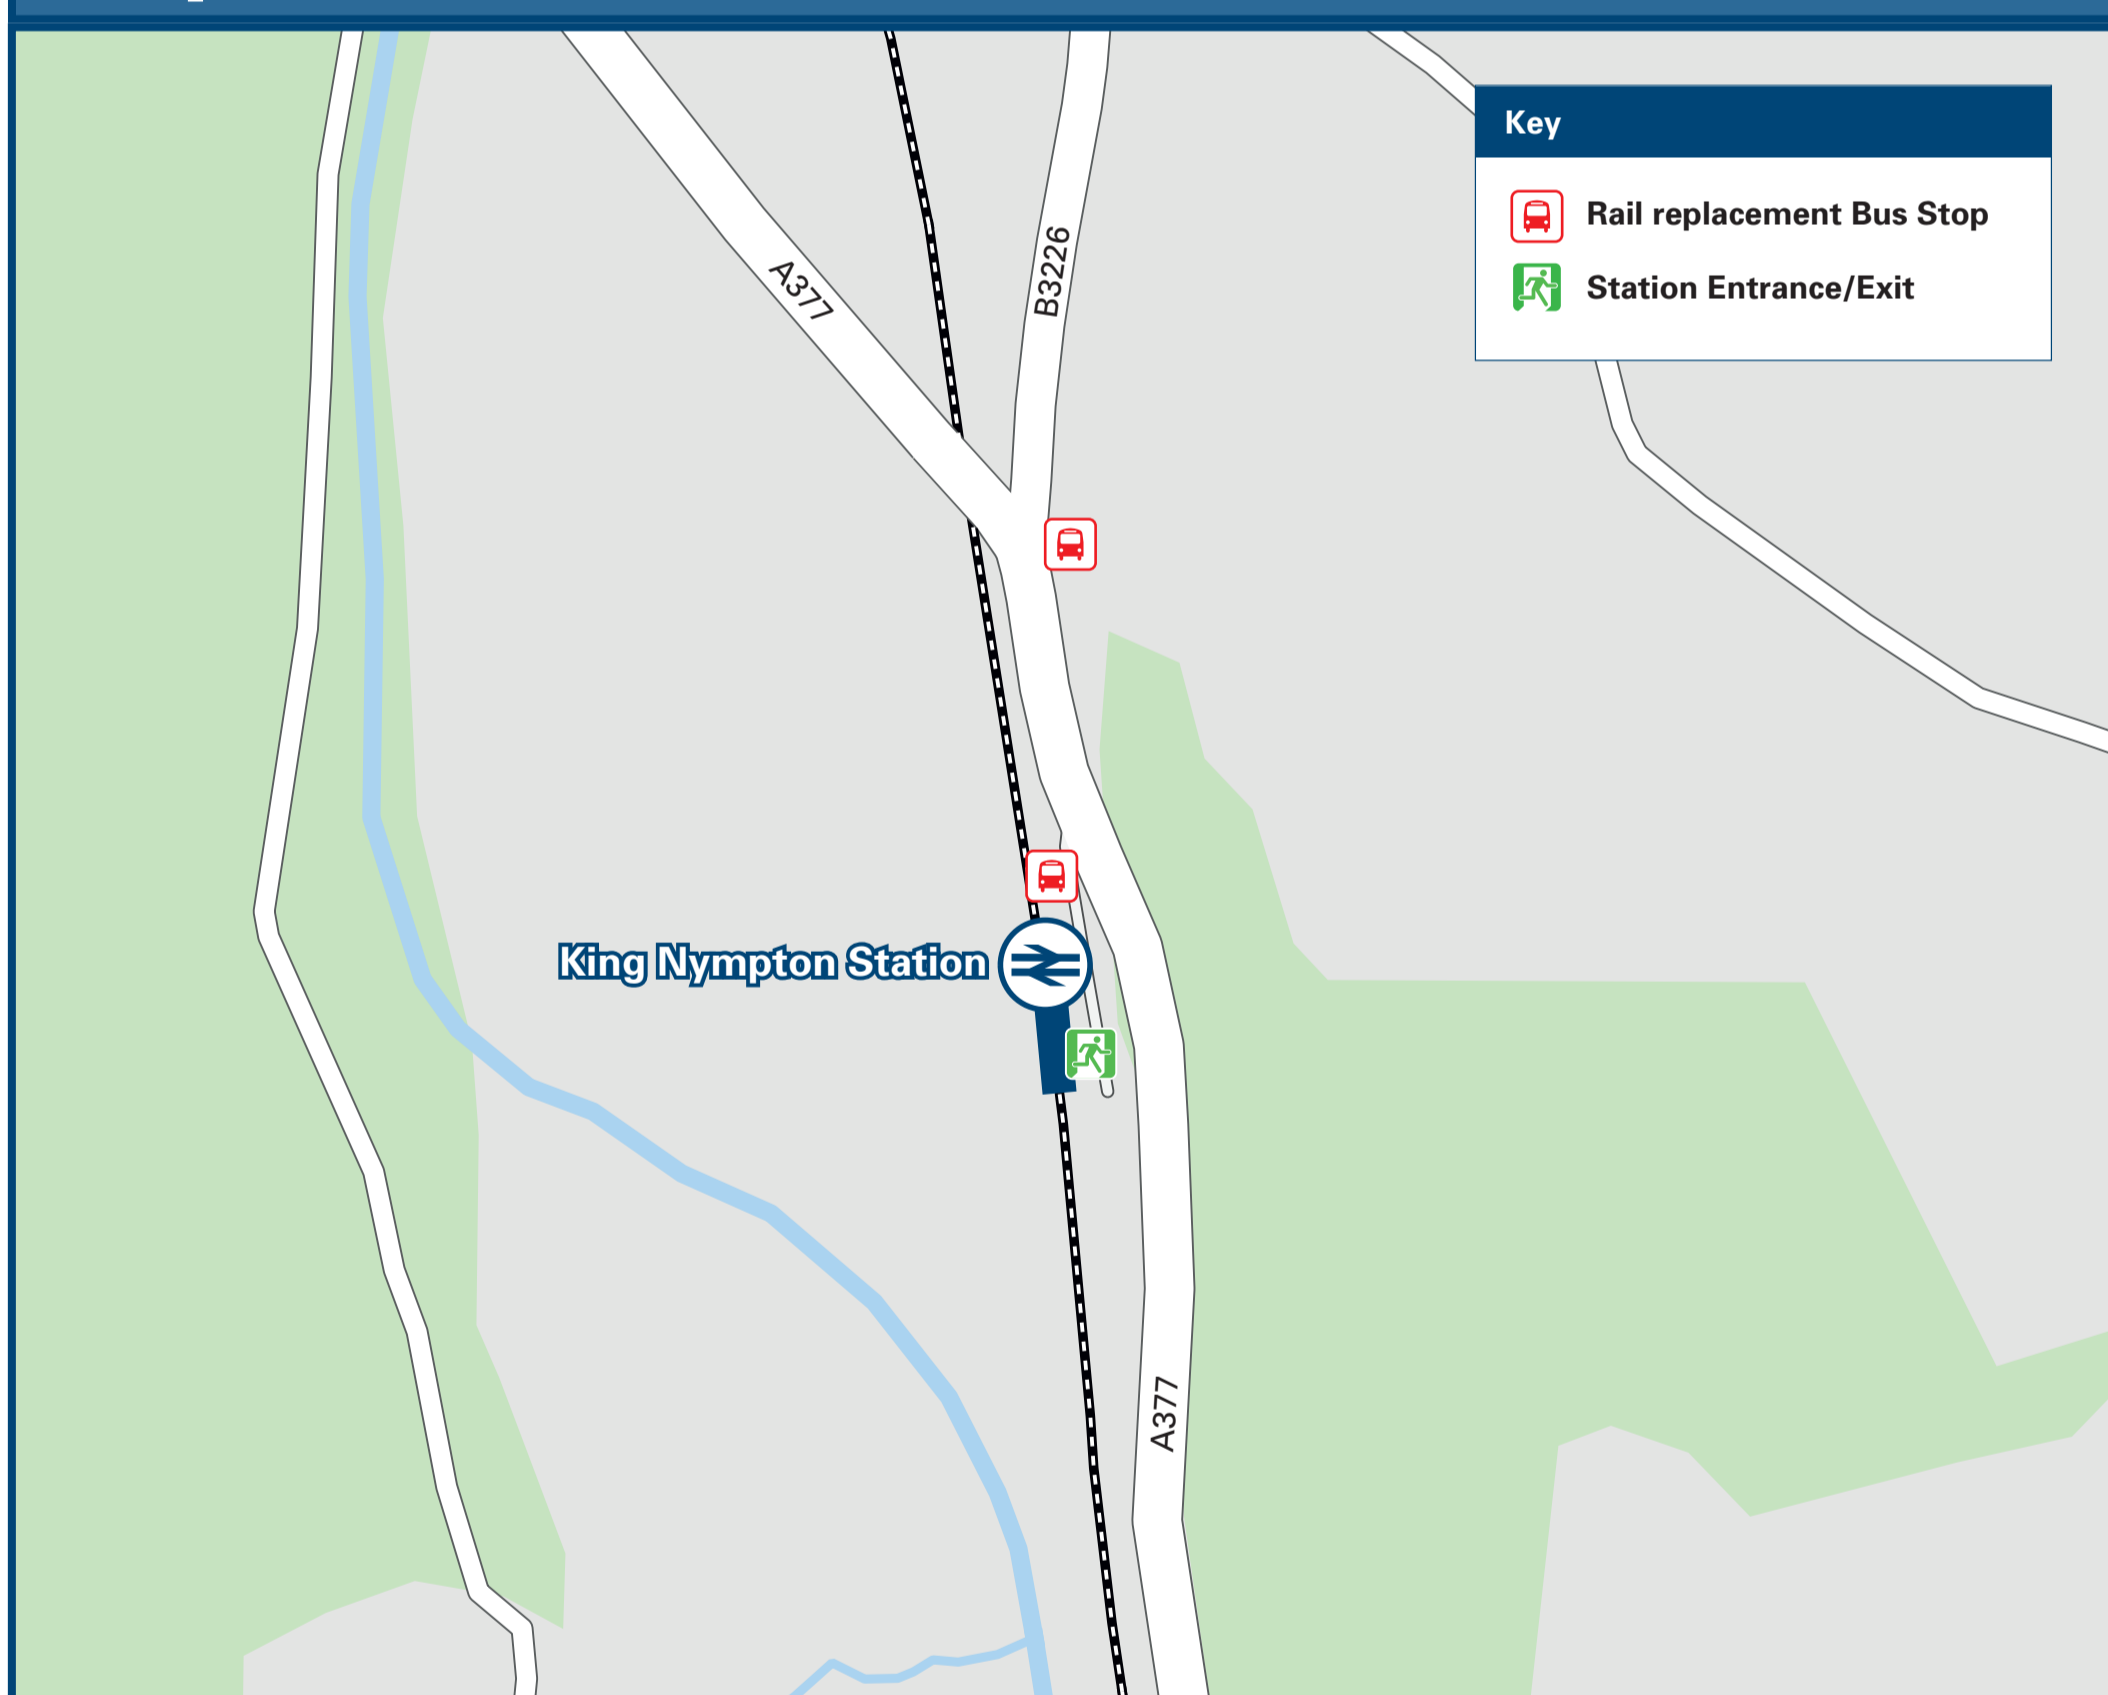 Key
Rail replacement Bus Stop
Station Entrance/Exit
A377
B3226
King Nympton Station
A377